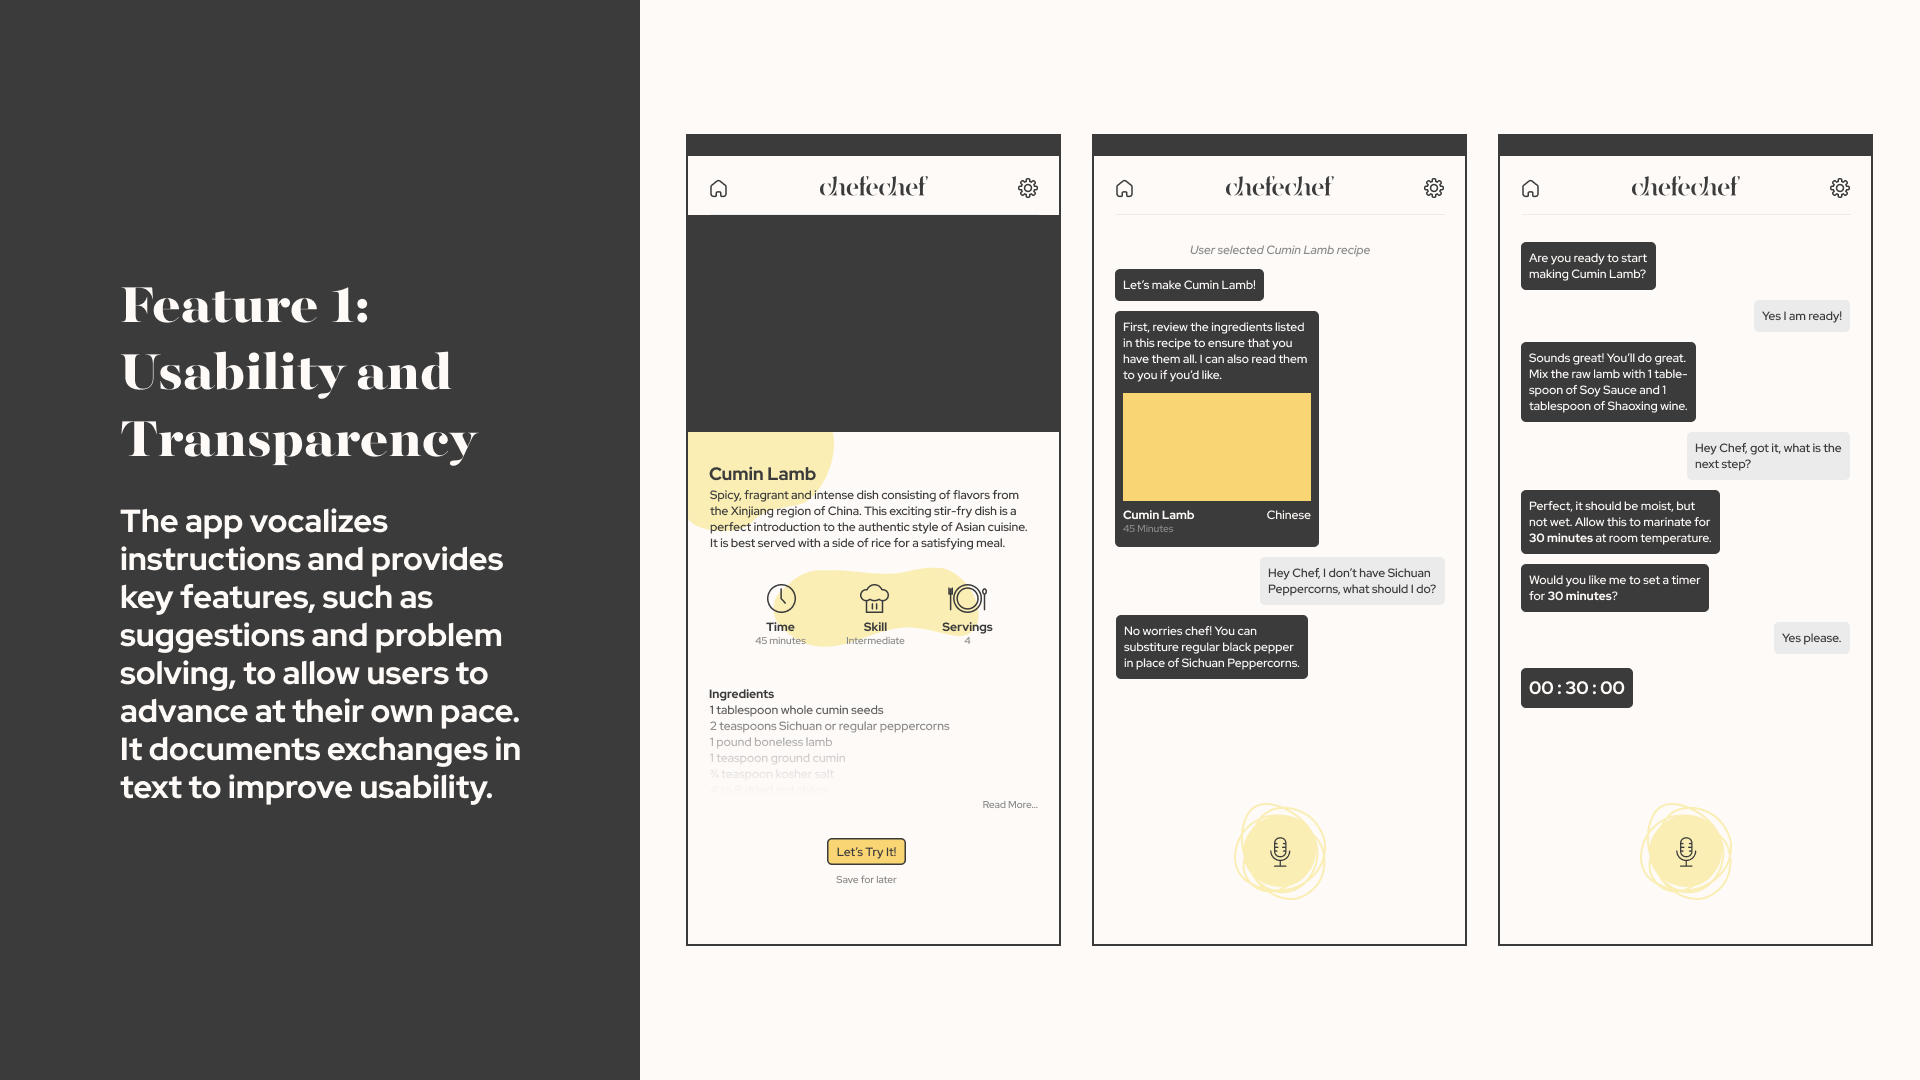 Feature 1:
Usability and
Transparency
The app vocalizes
instructions and provides
key features, such as
suggestions and problem
solving, to allow users to
advance at their own pace.
It documents exchanges in
text to improve usability.
chefechef
Cumin Lamb
Spicy, fragrant and intense dish consisting of flavors from
the Xinjiang region of China. This exciting stir-fry dish is a
perfect introduction to the authentic style of Asian cuisine.
It is best served with a side of rice for a satisfying meal.
Time
45 minutes
Skill
Intermediate
Servings
4
Ingredients
1 tablespoon whole cumin seeds
2 teaspoons Sichuan or regular peppercorns
1 pound boneless lamb
1 teaspoon ground cumin
¾ teaspoon kosher salt
Read More...
Let's Try It!
Save for later
chefechef
User selected Cumin Lamb recipe
Let's make Cumin Lamb!
First, review the ingredients listed
in this recipe to ensure that you
have them all. I can also read them
to you if you'd like.
Cumin Lamb Chinese
45 Minutes
Hey Chef, I don't have Sichuan
Peppercorns, what should I do?
No worries chef! You can
substitute regular black pepper
in place of Sichuan Peppercorns.
chefechef
Are you ready to start
making Cumin Lamb?
Yes I am ready!
Sounds great! You'll do great.
Mix the raw lamb with 1 table-
spoon of Soy Sauce and 1
tablespoon of Shaoxing wine.
Hey Chef, got it, what is the
next step?
Perfect, it should be moist, but
not wet. Allow this to marinate for
30 minutes at room temperature.
Would you like me to set a timer
for 30 minutes?
Yes please.
00 : 30 : 00